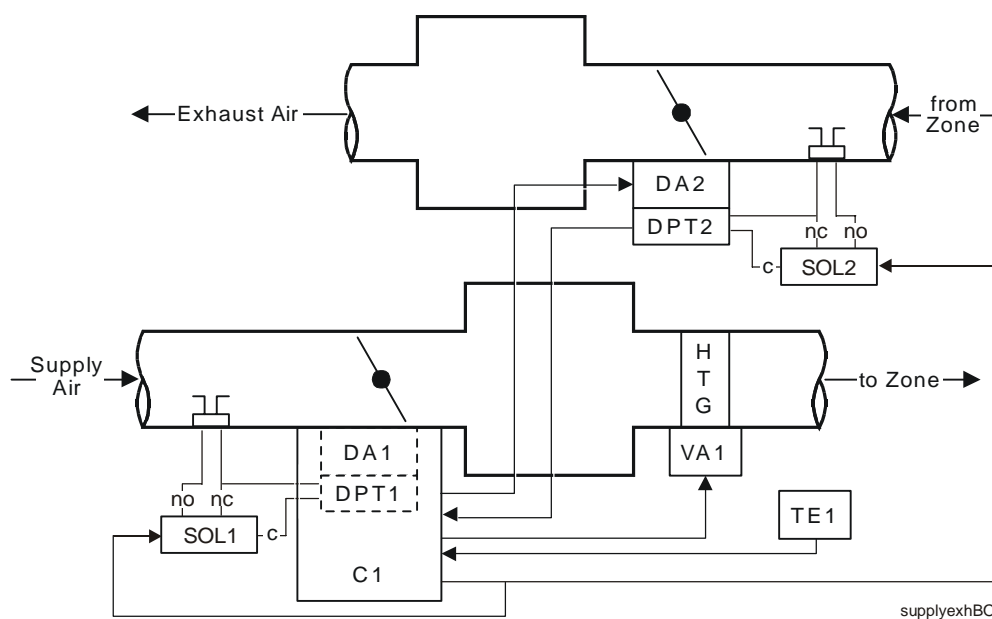 Exhaust Air
from
Zone
DA2
DPT2
nc
no
c
SOL2
Supply
Air
H
T
G
to Zone
DA1
VA1
DPT1
no
nc
SOL1
c
TE1
C1
supplyexhBC